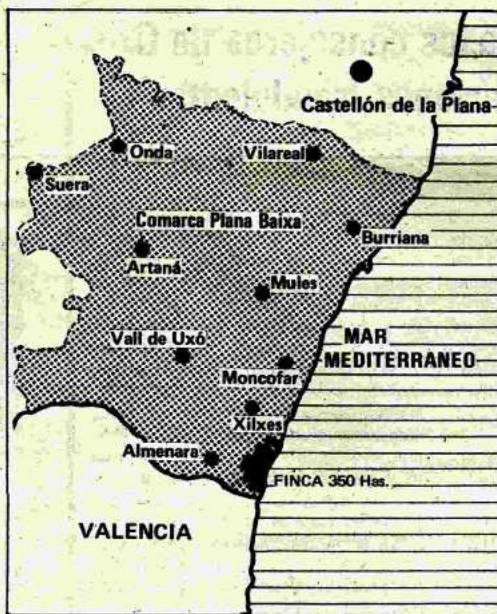 Castellón de la Plana
Onda
Vilareal
Suera
Comarca Plana Baixa
Burriana
Artaná
Mules
Vall de Uxó
MAR
MEDITERRANEO
Moncofar
Xilxes
Almenara
FINCA 350 Has.
VALENCIA